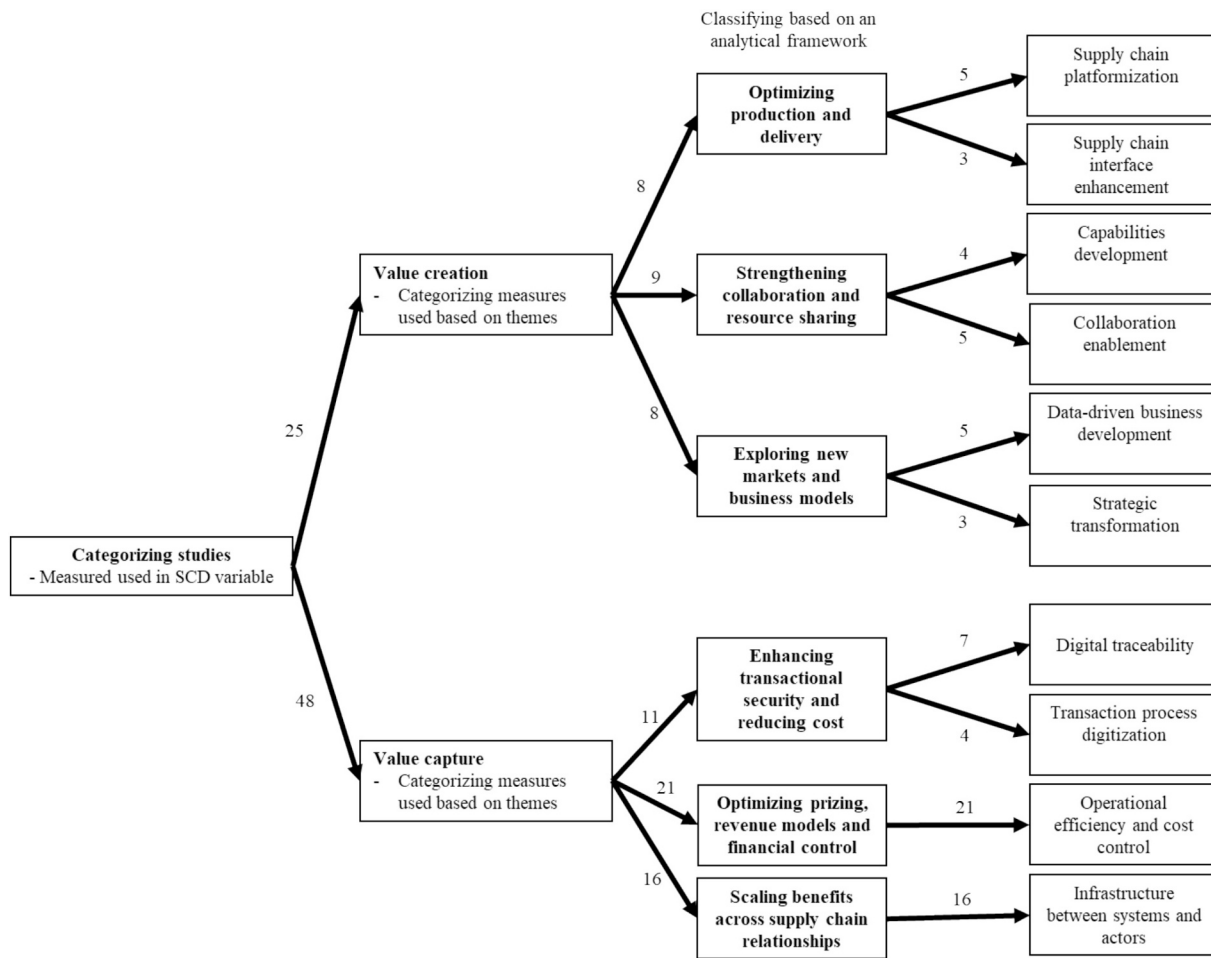 Classifying based on an
analytical framework
Categorizing studies
- Measured used in SCD variable
25
48
Value creation
- Categorizing measures
used based on themes
8
9
8
Optimizing
production and
delivery
5
3
Supply chain
platformization
Supply chain
interface
enhancement
Strengthening
collaboration and
resource sharing
4
5
Capabilities
development
Collaboration
enablement
Exploring new
markets and
business models
5
3
Data-driven business
development
Strategic
transformation
Value capture
- Categorizing measures
used based on themes
11
21
16
Enhancing
transactional
security and
reducing cost
7
4
Digital traceability
Transaction process
digitization
Optimizing prizing,
revenue models and
financial control
21
Operational
efficiency and cost
control
Scaling benefits
across supply chain
relationships
16
Infrastructure
between systems and
actors